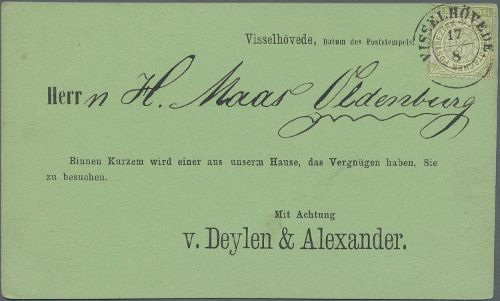 Visselhövede, Datum des Poststempels.
VISSELHÖVEDE
17
8
Herrn H. Maas Oldenburg
Binnen Kurzem wird einer aus unserm Hause, das Vergnügen haben, Sie
zu besuchen.
Mit Achtung
v. Deylen & Alexander.